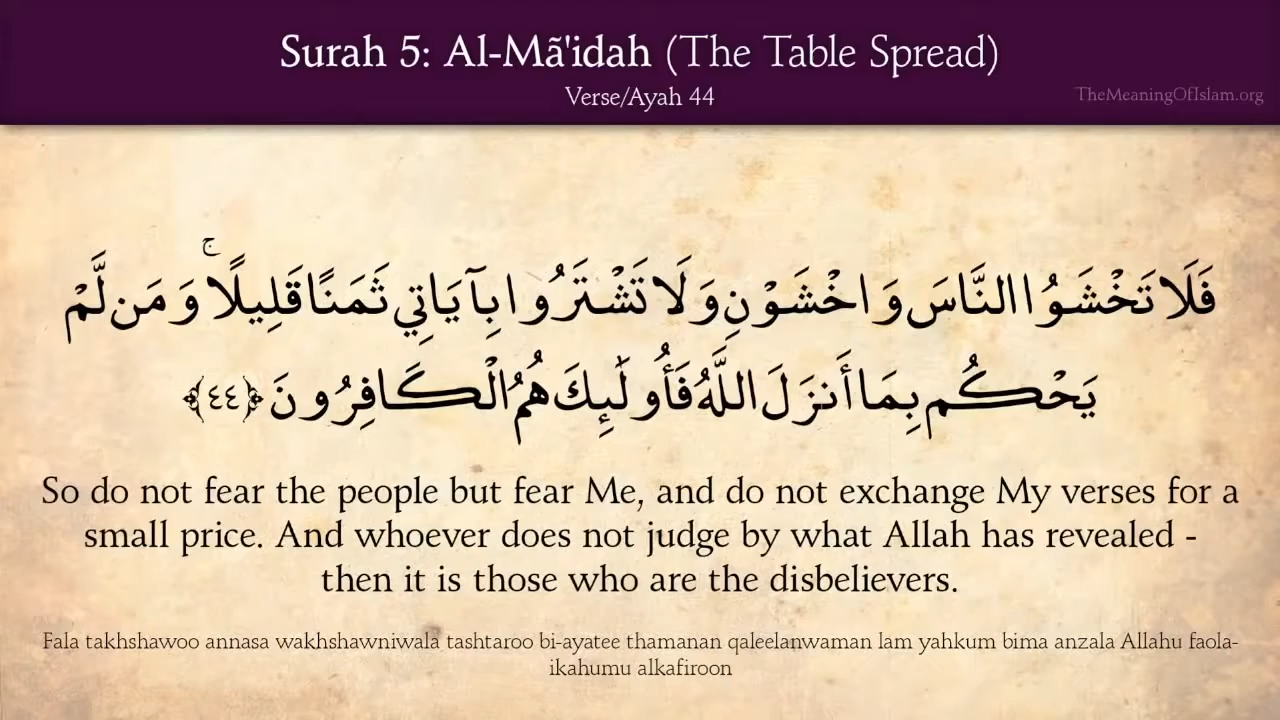 Surah 5: Al-Mã'idah (The Table Spread)
Verse/Ayah 44
TheMeaningOfIslam.org
فَلَا تَخْشَوُا النَّاسَ وَاخْشَوْنِ وَلَا تَشْتَرُوا بِآيَاتِي ثَمَنًا قَلِيلًا ۚ وَمَن لَّمْ
يَحْكُم بِمَا أَنزَلَ اللَّهُ فَأُولَٰئِكَ هُمُ الْكَافِرُونَ ﴿٤٤﴾
So do not fear the people but fear Me, and do not exchange My verses for a
small price. And whoever does not judge by what Allah has revealed -
then it is those who are the disbelievers.
Fala takhshawoo annasa wakhshawniwala tashtaroo bi-ayatee thamanan qaleelanwaman lam yahkum bima anzala Allahu faola-
ikahumu alkafiroon